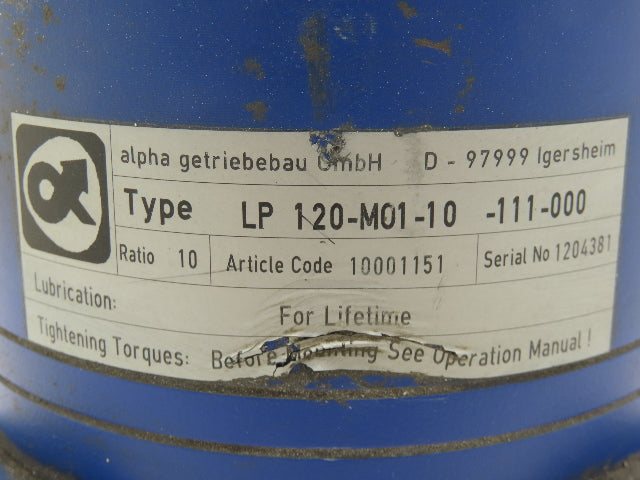 alpha getriebebau GmbH D - 97999 Igersheim
Type LP 120-M01-10 -111-000
Ratio 10 Article Code 10001151 Serial No 1204381
Lubrication: For Lifetime
Tightening Torques: Before Mounting See Operation Manual !